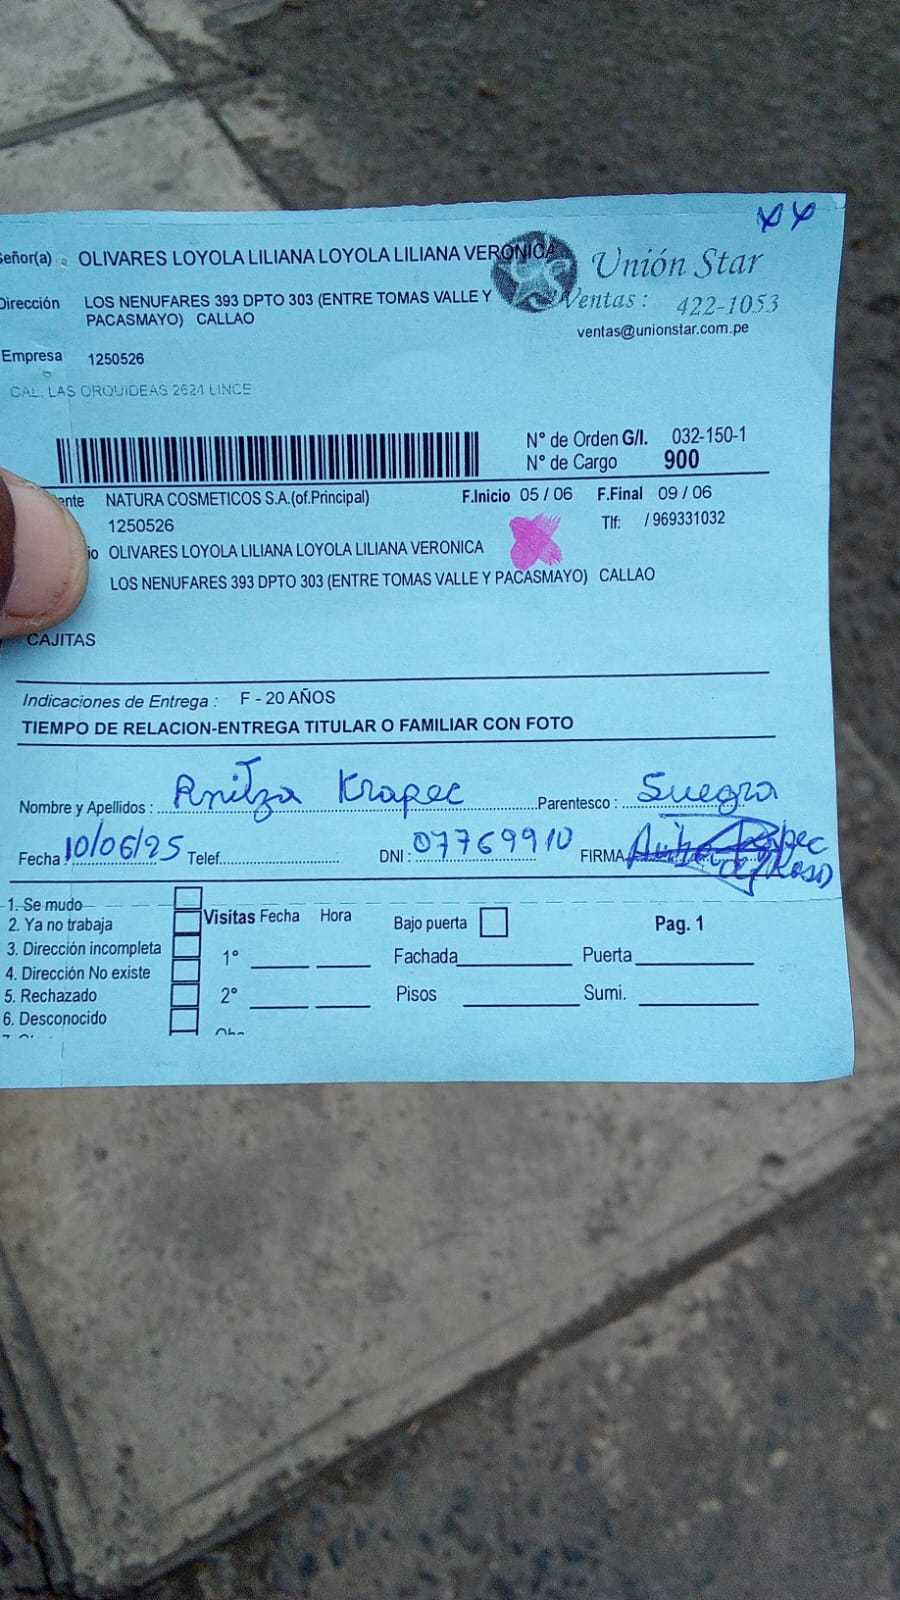 Señor(a) OLIVARES LOYOLA LILIANA LOYOLA LILIANA VERONICA
Unión Star
Dirección LOS NENUFARES 393 DPTO 303 (ENTRE TOMAS VALLE Y
PACASMAYO) CALLAO
Ventas: 422-1053
ventas@unionstar.com.pe
Empresa 1250526
CAL. LAS ORQUIDEAS 2624 LINCE
N° de Orden G/I. 032-150-1
N° de Cargo 900
ente NATURA COSMETICOS S.A.(of.Principal) F.Inicio 05 / 06 F.Final 09 / 06
1250526 Tlf: / 969331032
io OLIVARES LOYOLA LILIANA LOYOLA LILIANA VERONICA
LOS NENUFARES 393 DPTO 303 (ENTRE TOMAS VALLE Y PACASMAYO) CALLAO
CAJITAS
Indicaciones de Entrega : F - 20 AÑOS
TIEMPO DE RELACION-ENTREGA TITULAR O FAMILIAR CON FOTO
Nombre y Apellidos : Anitza Krapec Parentesco : Suegra
Fecha 10/06/25 Telef. DNI : 07769910 FIRMA
1. Se mudo
2. Ya no trabaja
3. Dirección incompleta
4. Dirección No existe
5. Rechazado
6. Desconocido
Visitas Fecha Hora
1°
2°
Bajo puerta Pag. 1
Fachada Puerta
Pisos Sumi.